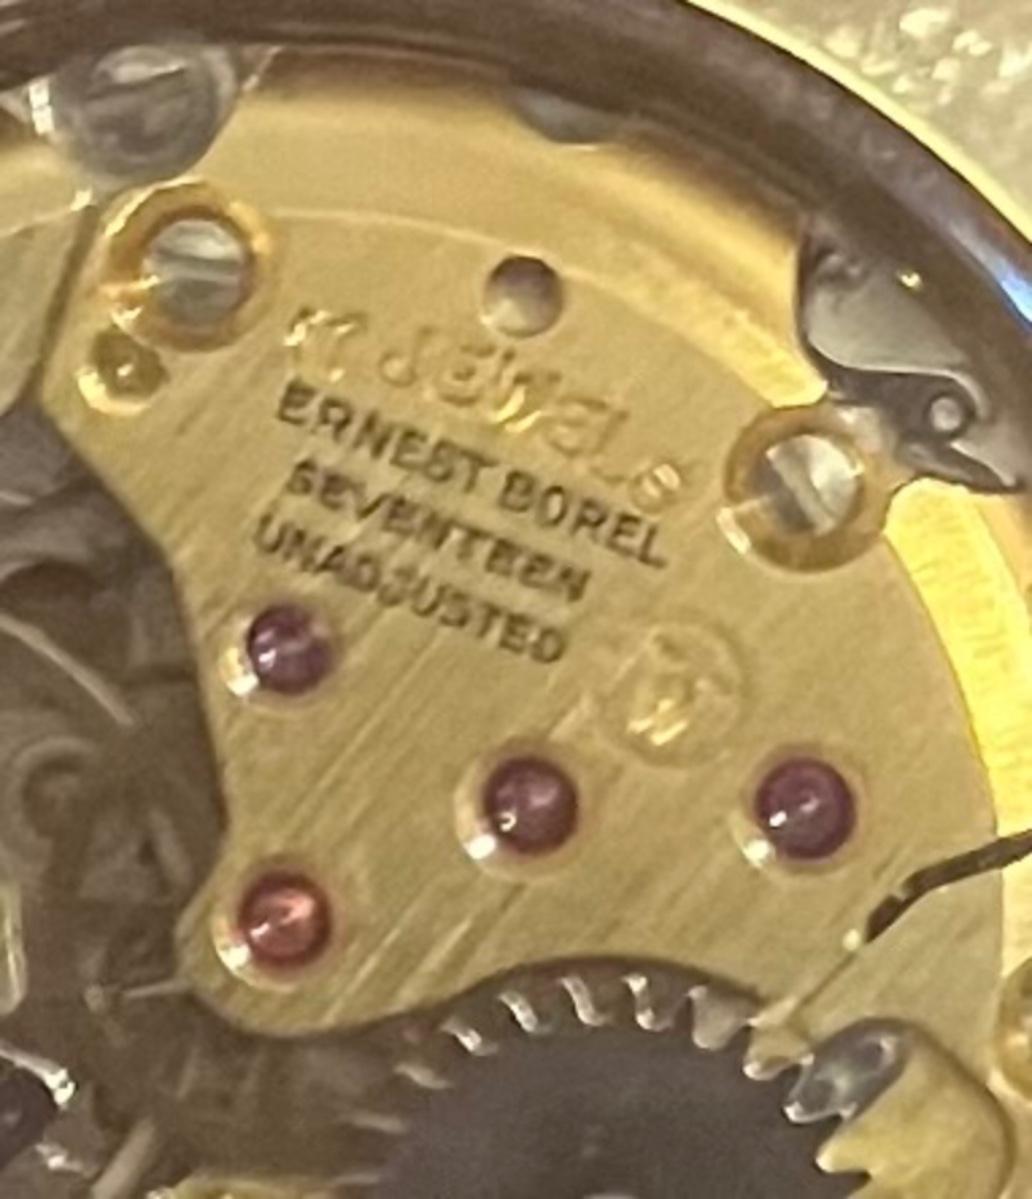 17 JEWELS
ERNEST BOREL
SEVENTEEN
UNADJUSTED